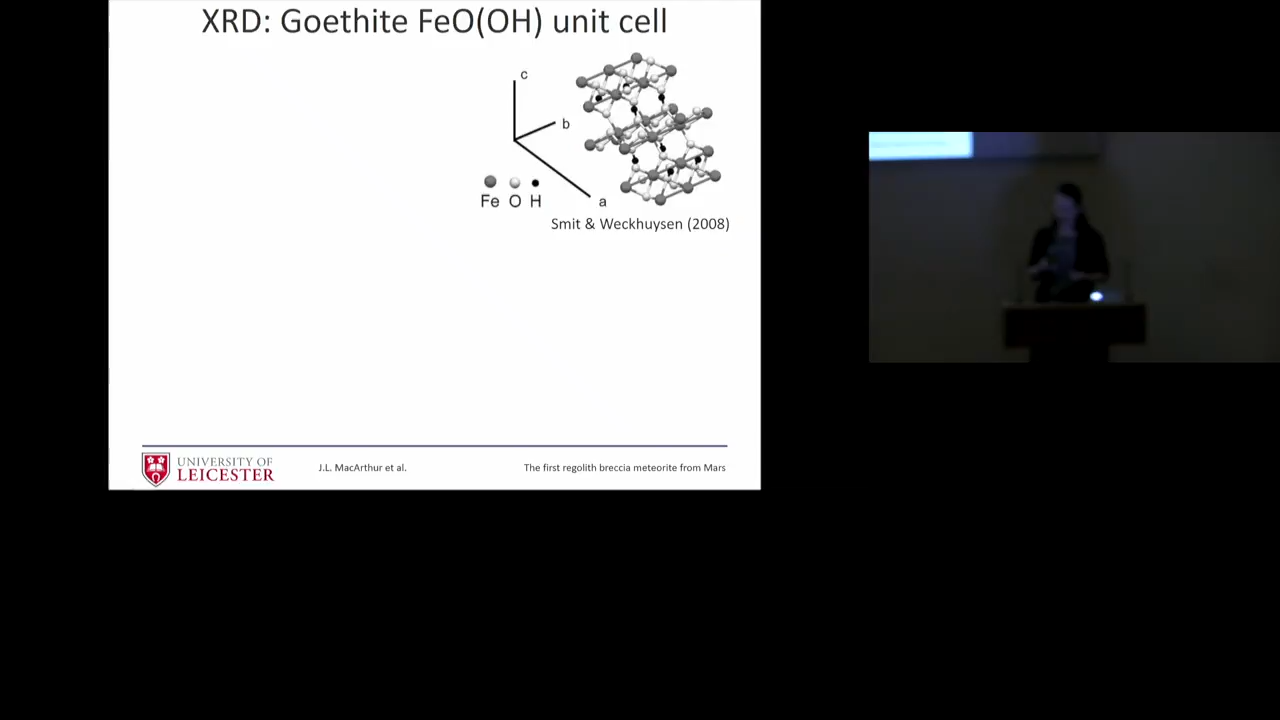 XRD: Goethite FeO(OH) unit cell
c
b
a
Fe O H
Smit & Weckhuysen (2008)
UNIVERSITY OF
LEICESTER
J.L. MacArthur et al.
The first regolith breccia meteorite from Mars